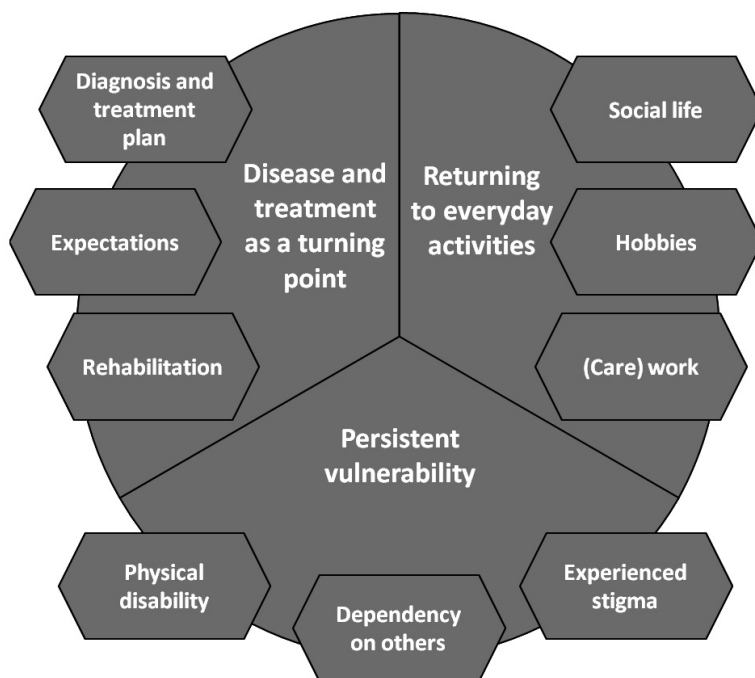 Diagnosis and
treatment
plan
Expectations
Rehabilitation
Disease and
treatment
as a turning
point
Returning
to everyday
activities
Social life
Hobbies
(Care) work
Persistent
vulnerability
Physical
disability
Dependency
on others
Experienced
stigma